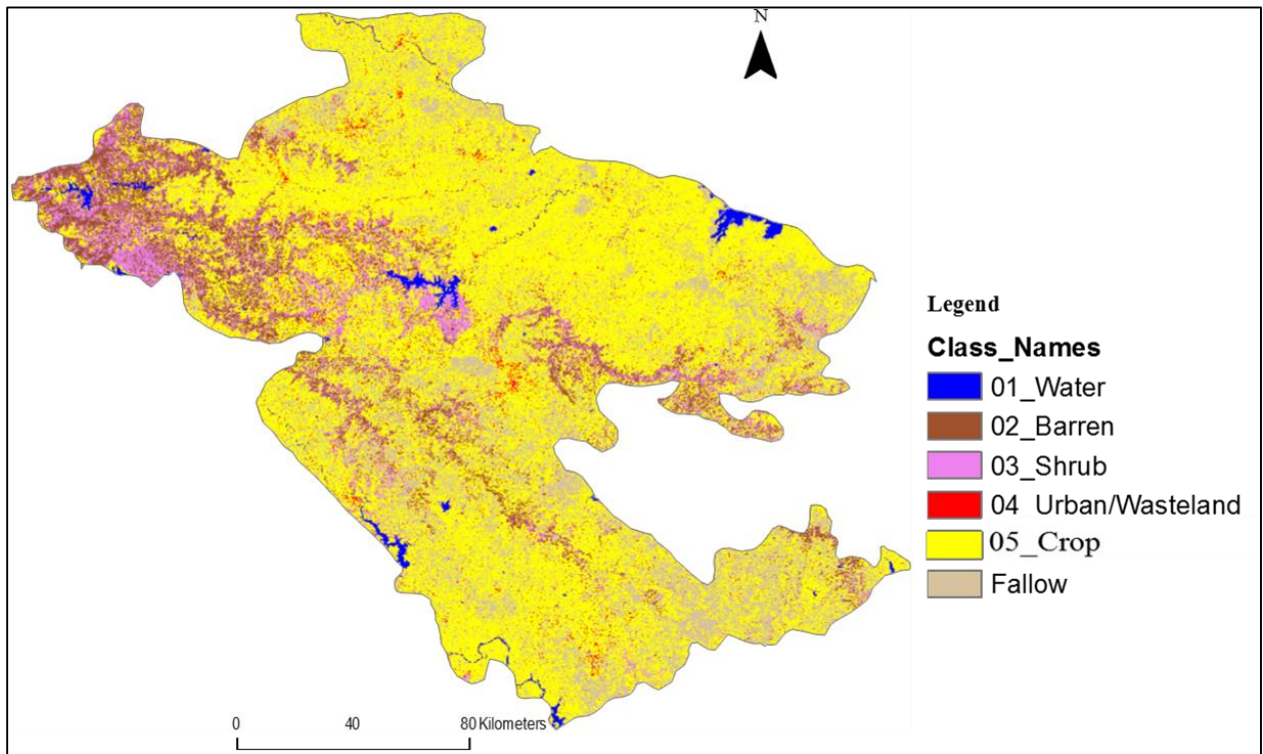 N
Legend
Class_Names
01_Water
02_Barren
03_Shrub
04 Urban/Wasteland
05_Crop
Fallow
0 40 80 Kilometers